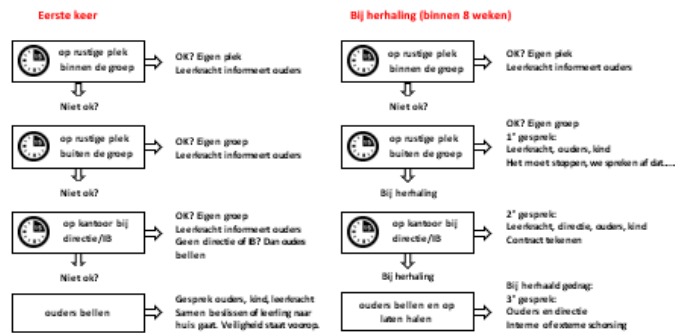 Eerste keer
op rustige plek
binnen de groep
OK? Eigen plek
Leerkracht informeert ouders
Niet ok?
op rustige plek
buiten de groep
OK? Eigen groep
Leerkracht informeert ouders
Niet ok?
op kantoor bij
directie/IB
OK? Eigen groep
Leerkracht informeert ouders
Geen directie of IB? Dan oudes
bellen
Niet ok?
ouders bellen
Gesprek ouders, kind, leerkracht
Samen beslissen of leerling naar
huis gaat. Veiligheid staat voorop.
Bij herhaling (binnen 8 weken)
op rustige plek
binnen de groep
OK? Eigen plek
Leerkracht informeert ouders
Niet ok?
op rustige plek
buiten de groep
OK? Eigen groep
1° gesprek:
Leerkracht, ouders, kind
Het moet stoppen, we spreken af dat.....
Bij herhaling
op kantoor bij
directie/IB
2° gesprek:
Leerkracht, directie, ouders, kind
Contract tekenen
Bij herhaling
ouders bellen en op
laten halen
Bij herhaald gedrag:
3° gesprek:
Ouders en directie
Interne of externe schorsing